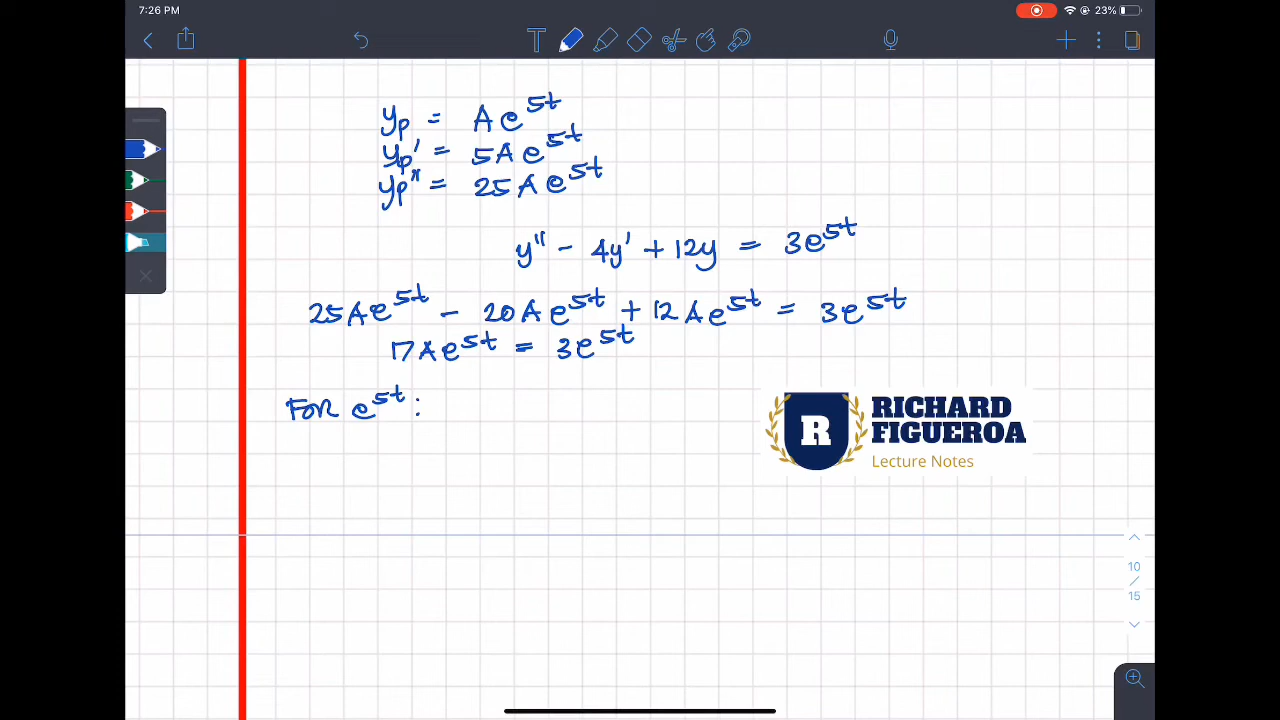 7:26 PM
23%
T
yp = Ae^5t
yp' = 5Ae^5t
yp" = 25Ae^5t
y" - 4y' + 12y = 3e^5t
25Ae^5t - 20Ae^5t + 12Ae^5t = 3e^5t
17Ae^5t = 3e^5t
FOR e^5t:
R
RICHARD
FIGUEROA
Lecture Notes
10
/
15